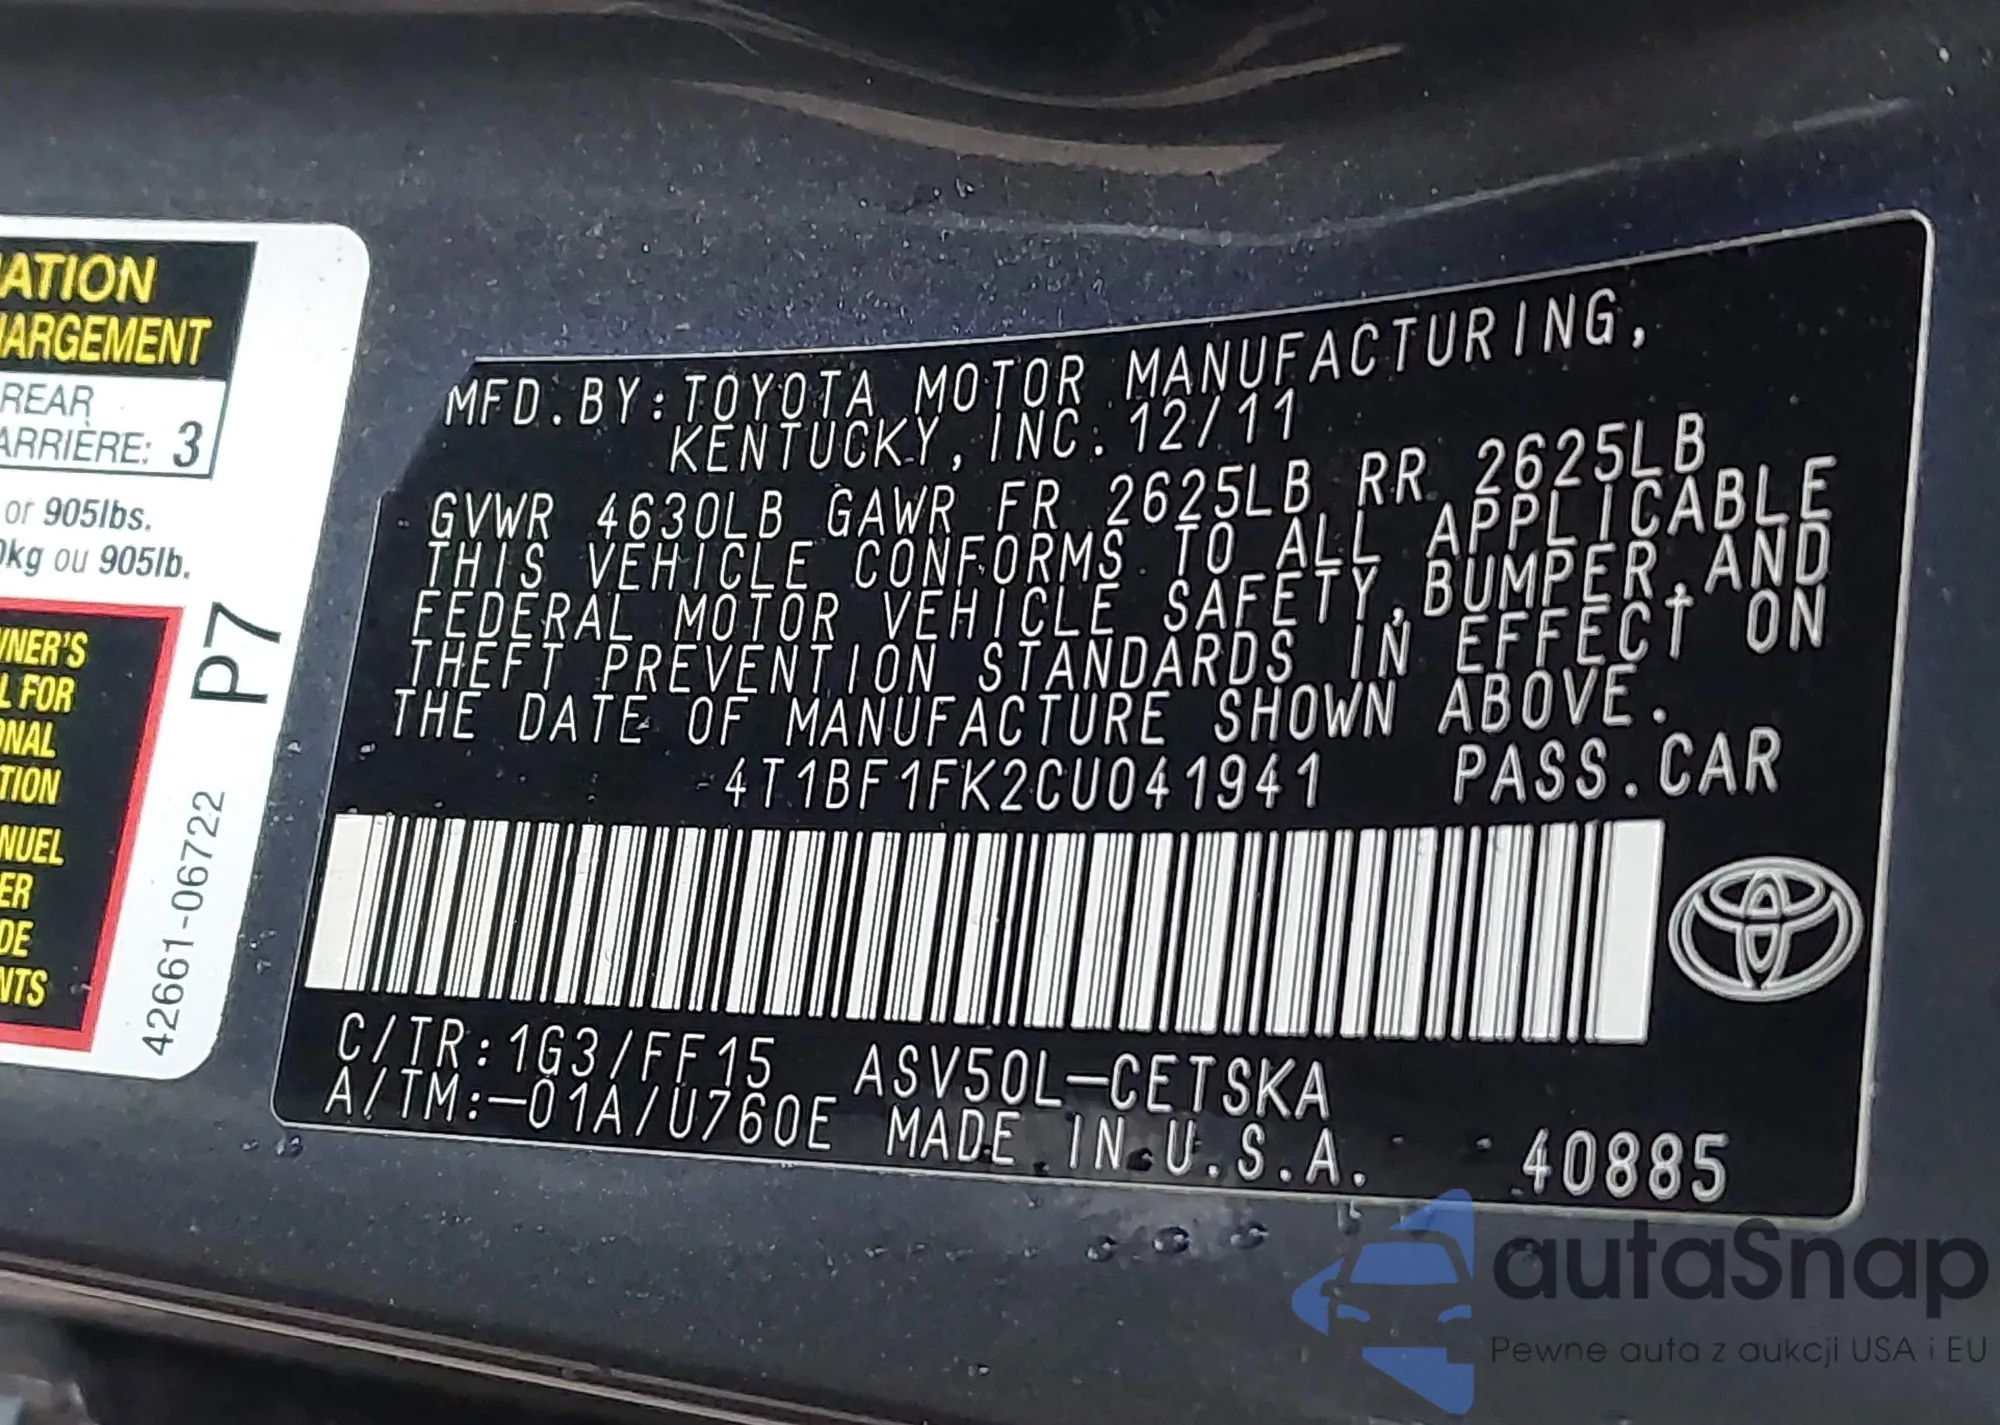 ATION
ARGEMENT
REAR
ARRIÈRE: 3
or 905lbs.
kg ou 905lb.
NER'S
L FOR
ONAL
TION
NUEL
ER
DE
NTS
P7
42661-06722
MFD.BY:TOYOTA MOTOR MANUFACTURING,
KENTUCKY, INC. 12/11
GVWR 4630LB GAWR FR 2625LB RR 2625LB
THIS VEHICLE CONFORMS TO ALL APPLICABLE
FEDERAL MOTOR VEHICLE SAFETY,BUMPER,AND
THEFT PREVENTION STANDARDS IN EFFECT ON
THE DATE OF MANUFACTURE SHOWN ABOVE.
4T1BF1FK2CU041941 PASS.CAR
C/TR:1G3/FF15 ASV50L-CETSKA
A/TM:-01A/U760E MADE IN U.S.A. 40885
autaSnap
Pewne auta z aukcji USA i EU